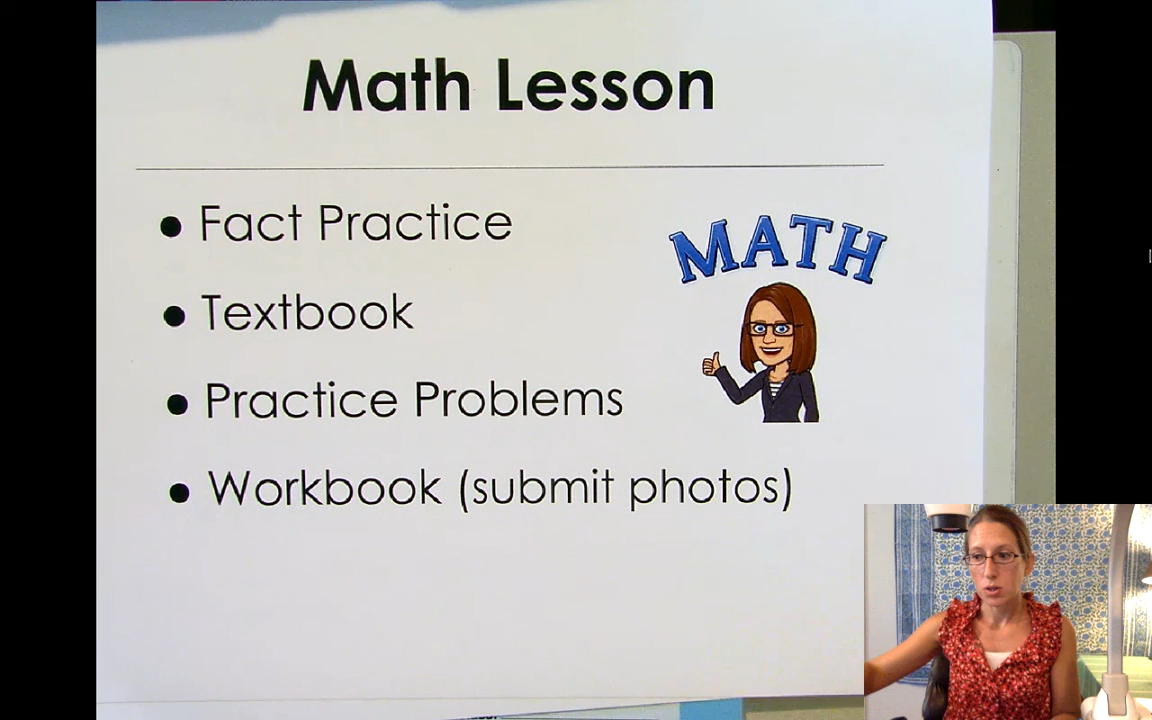 Math Lesson
● Fact Practice
● Textbook
● Practice Problems
● Workbook (submit photos)
MATH